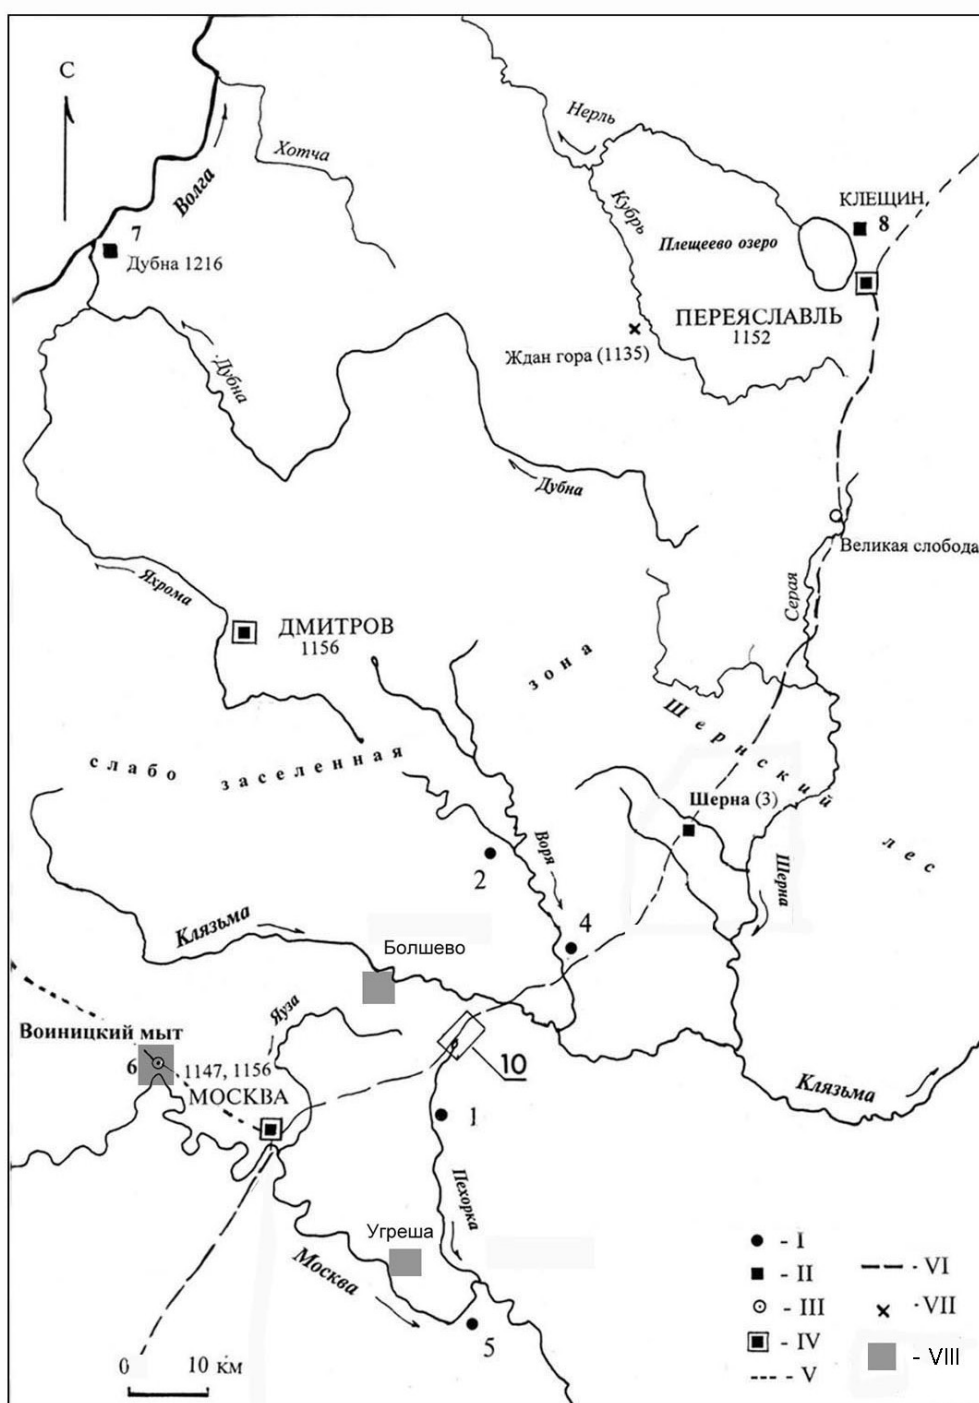 С
Нерль
Хотча
Волга
Кубрь
КЛЕЩИН
8
Плещеево озеро
7
Дубна 1216
ПЕРЕЯСЛАВЛЬ
1152
Ждан гора (1135)
Дубна
Дубна
Великая слобода
Яхрома
Серая
ДМИТРОВ
1156
зона
Шернский
слабо заселенная
Шерна (3)
лес
Воря
2
Шерна
4
Клязьма
Болшево
Яуза
Воиницкий мыт
6
1147, 1156
МОСКВА
10
Клязьма
1
Пехорка
Угреша
Москва
5
- I
- II
- III
- IV
- V
- VI
- VII
- VIII
0 10 км